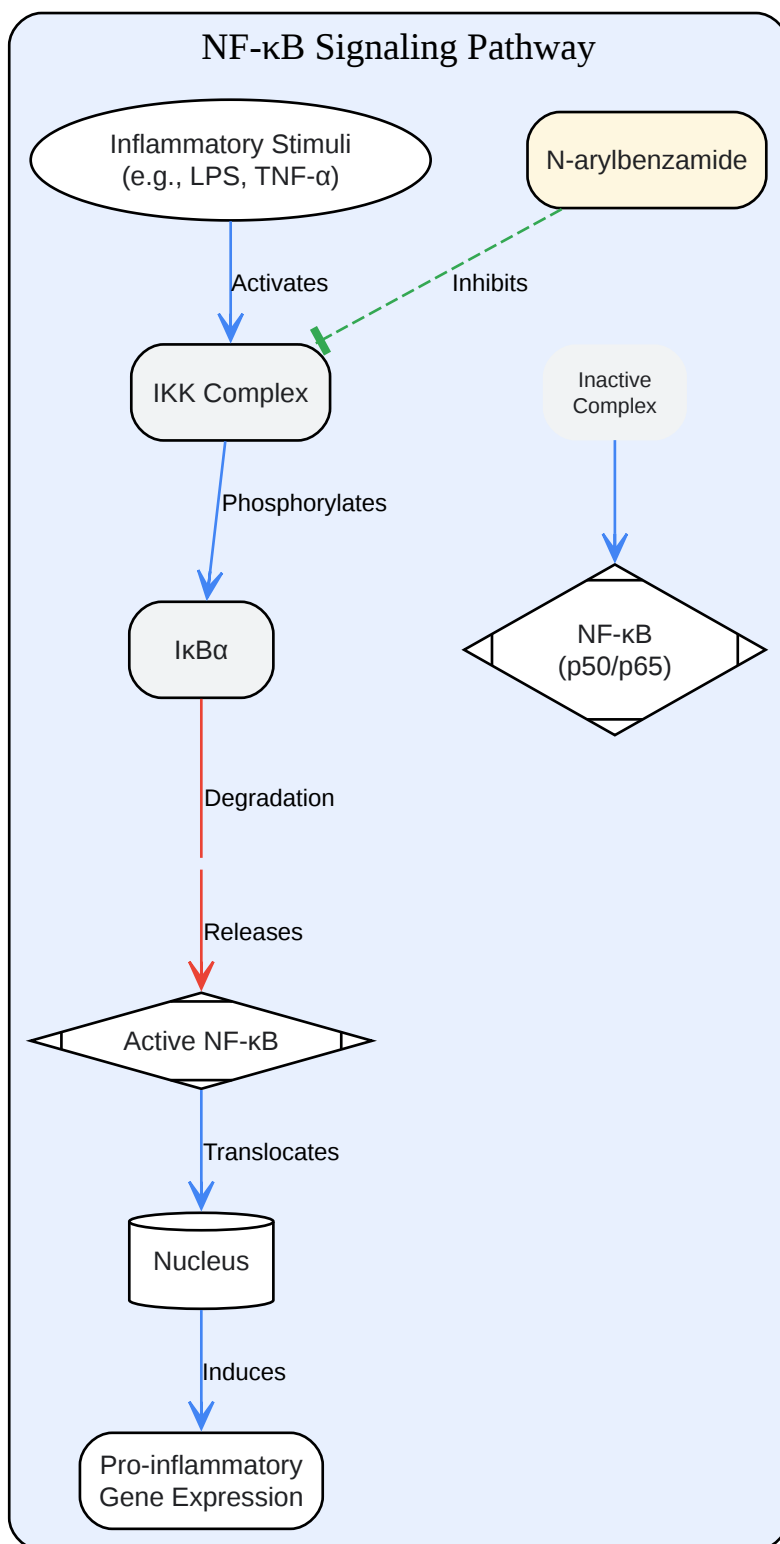 NF-κB Signaling Pathway
Inflammatory Stimuli
(e.g., LPS, TNF-α)
N-arylbenzamide
Activates
Inhibits
IKK Complex
Inactive
Complex
Phosphorylates
IκBα
NF-κB
(p50/p65)
Degradation
Releases
Active NF-κB
Translocates
Nucleus
Induces
Pro-inflammatory
Gene Expression